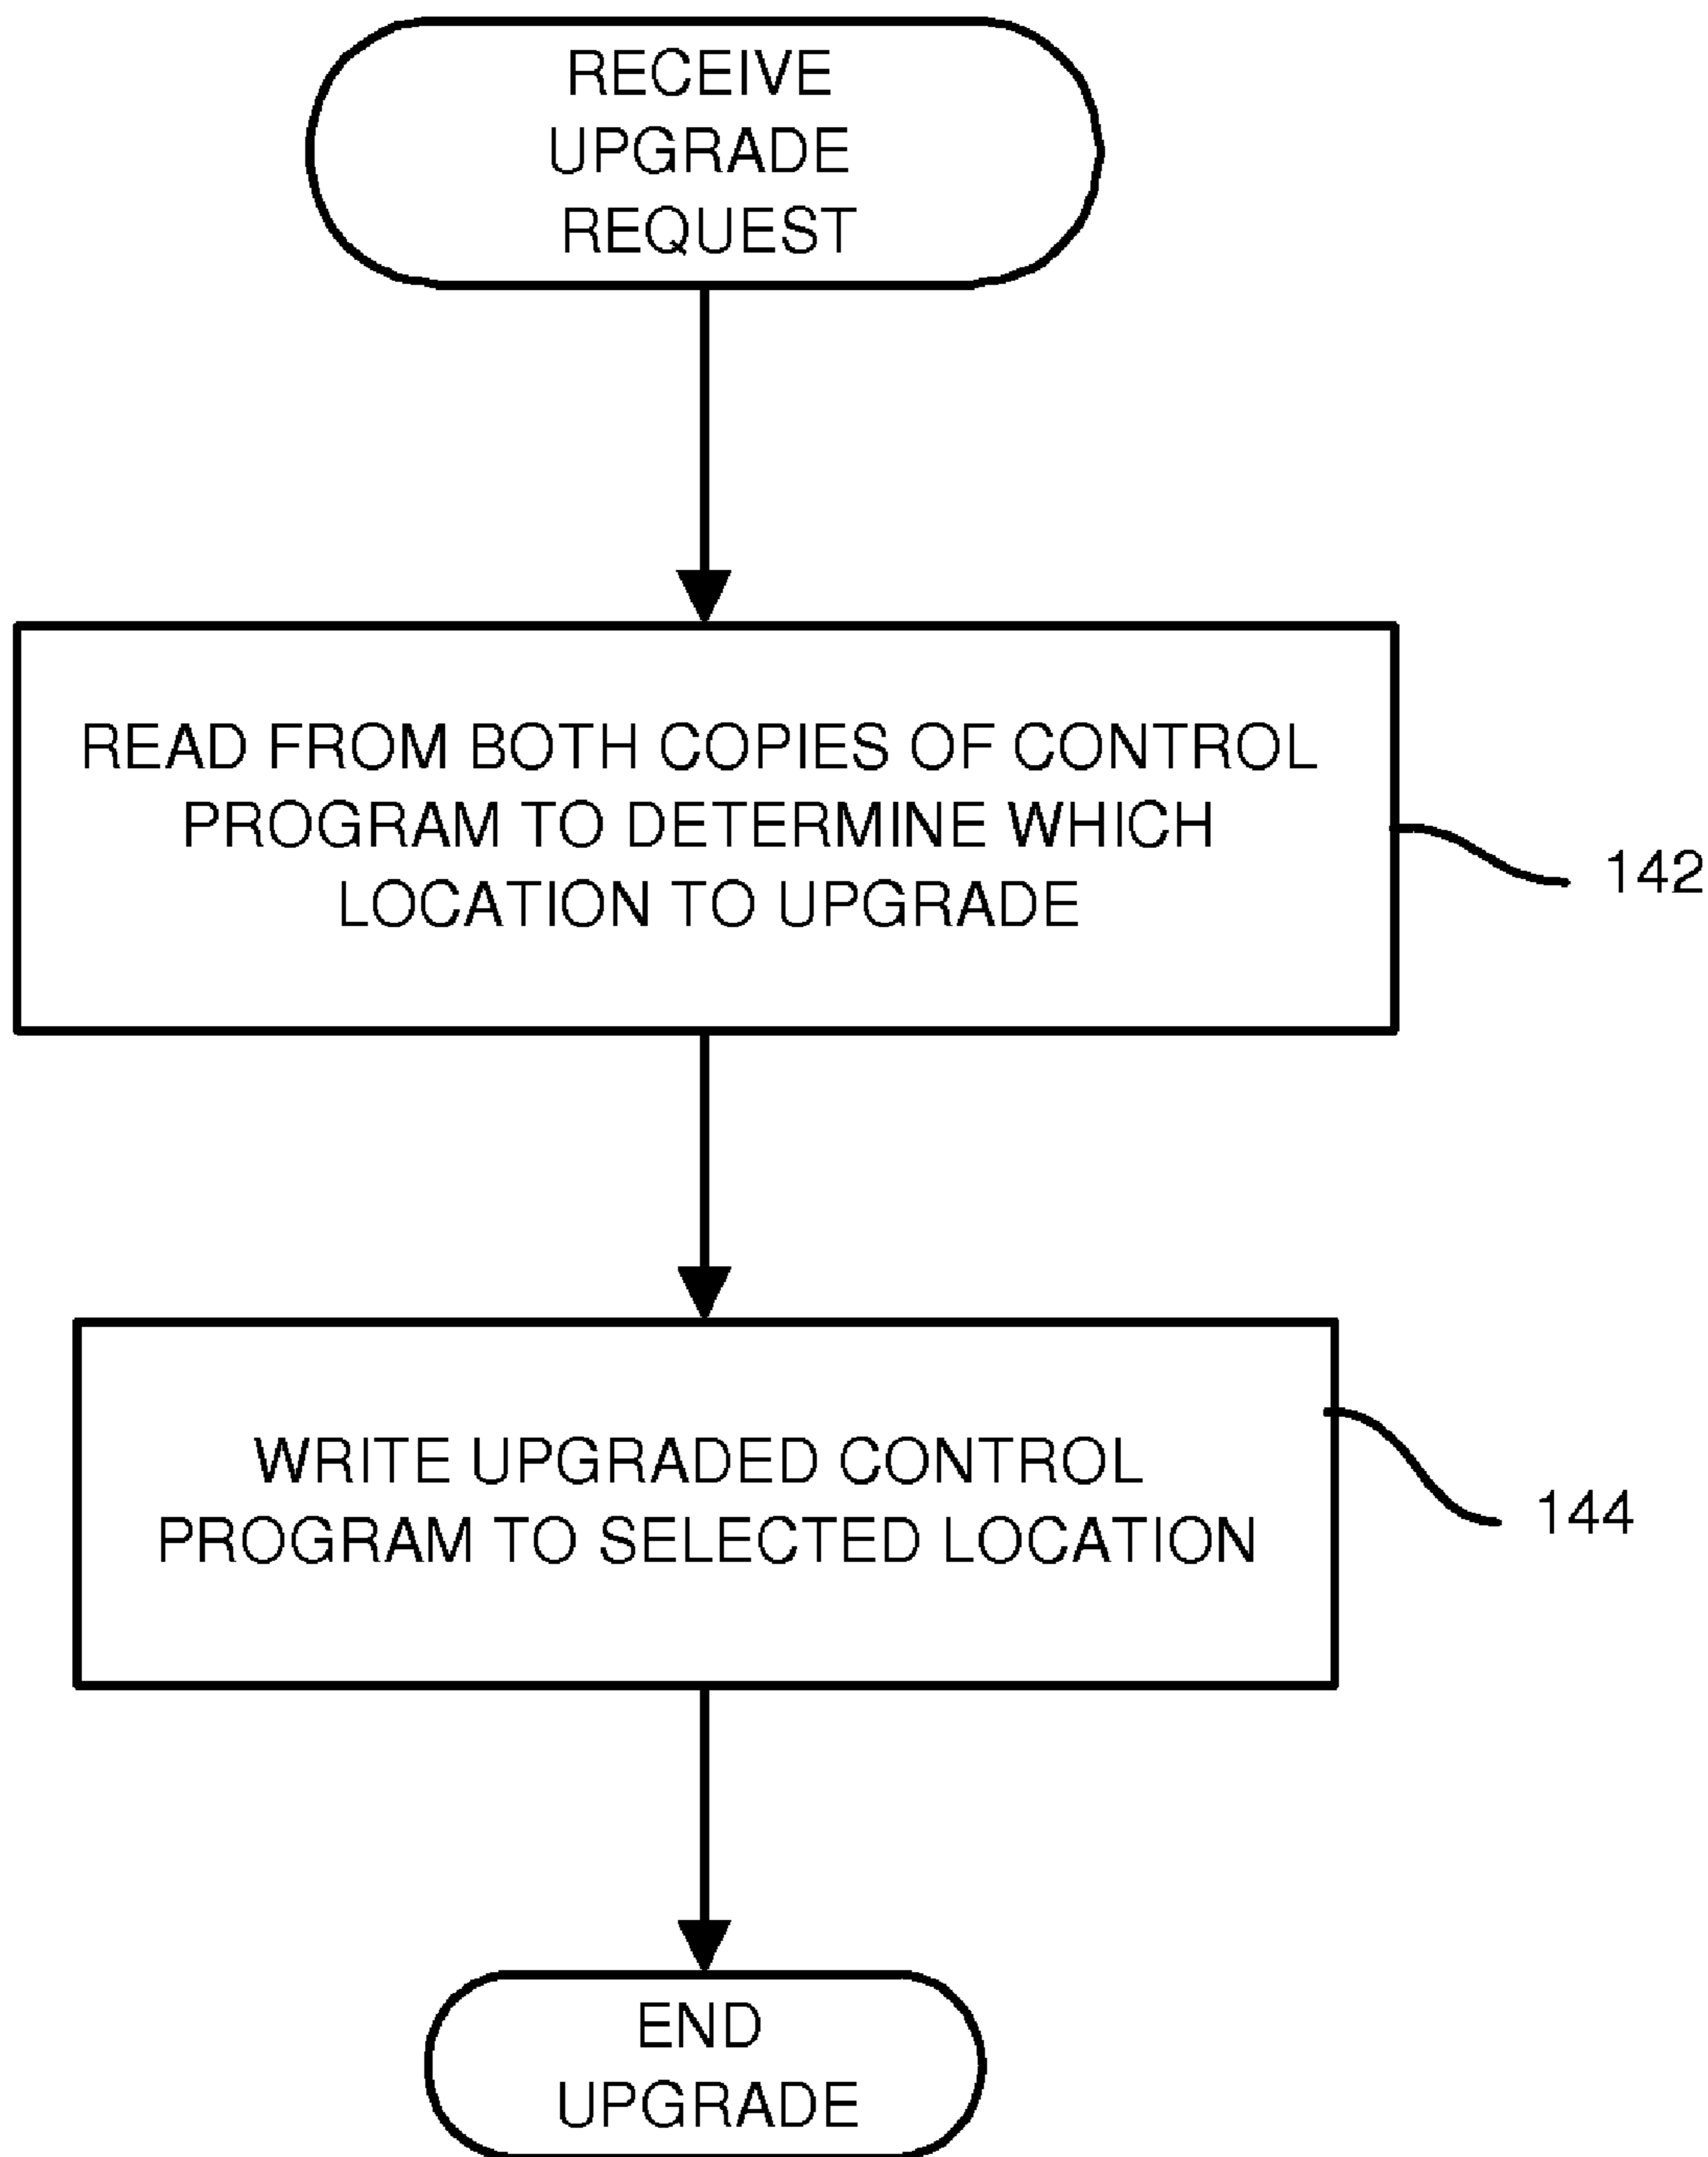 RECEIVE
UPGRADE
REQUEST
READ FROM BOTH COPIES OF CONTROL
PROGRAM TO DETERMINE WHICH
LOCATION TO UPGRADE
142
WRITE UPGRADED CONTROL
PROGRAM TO SELECTED LOCATION
144
END
UPGRADE